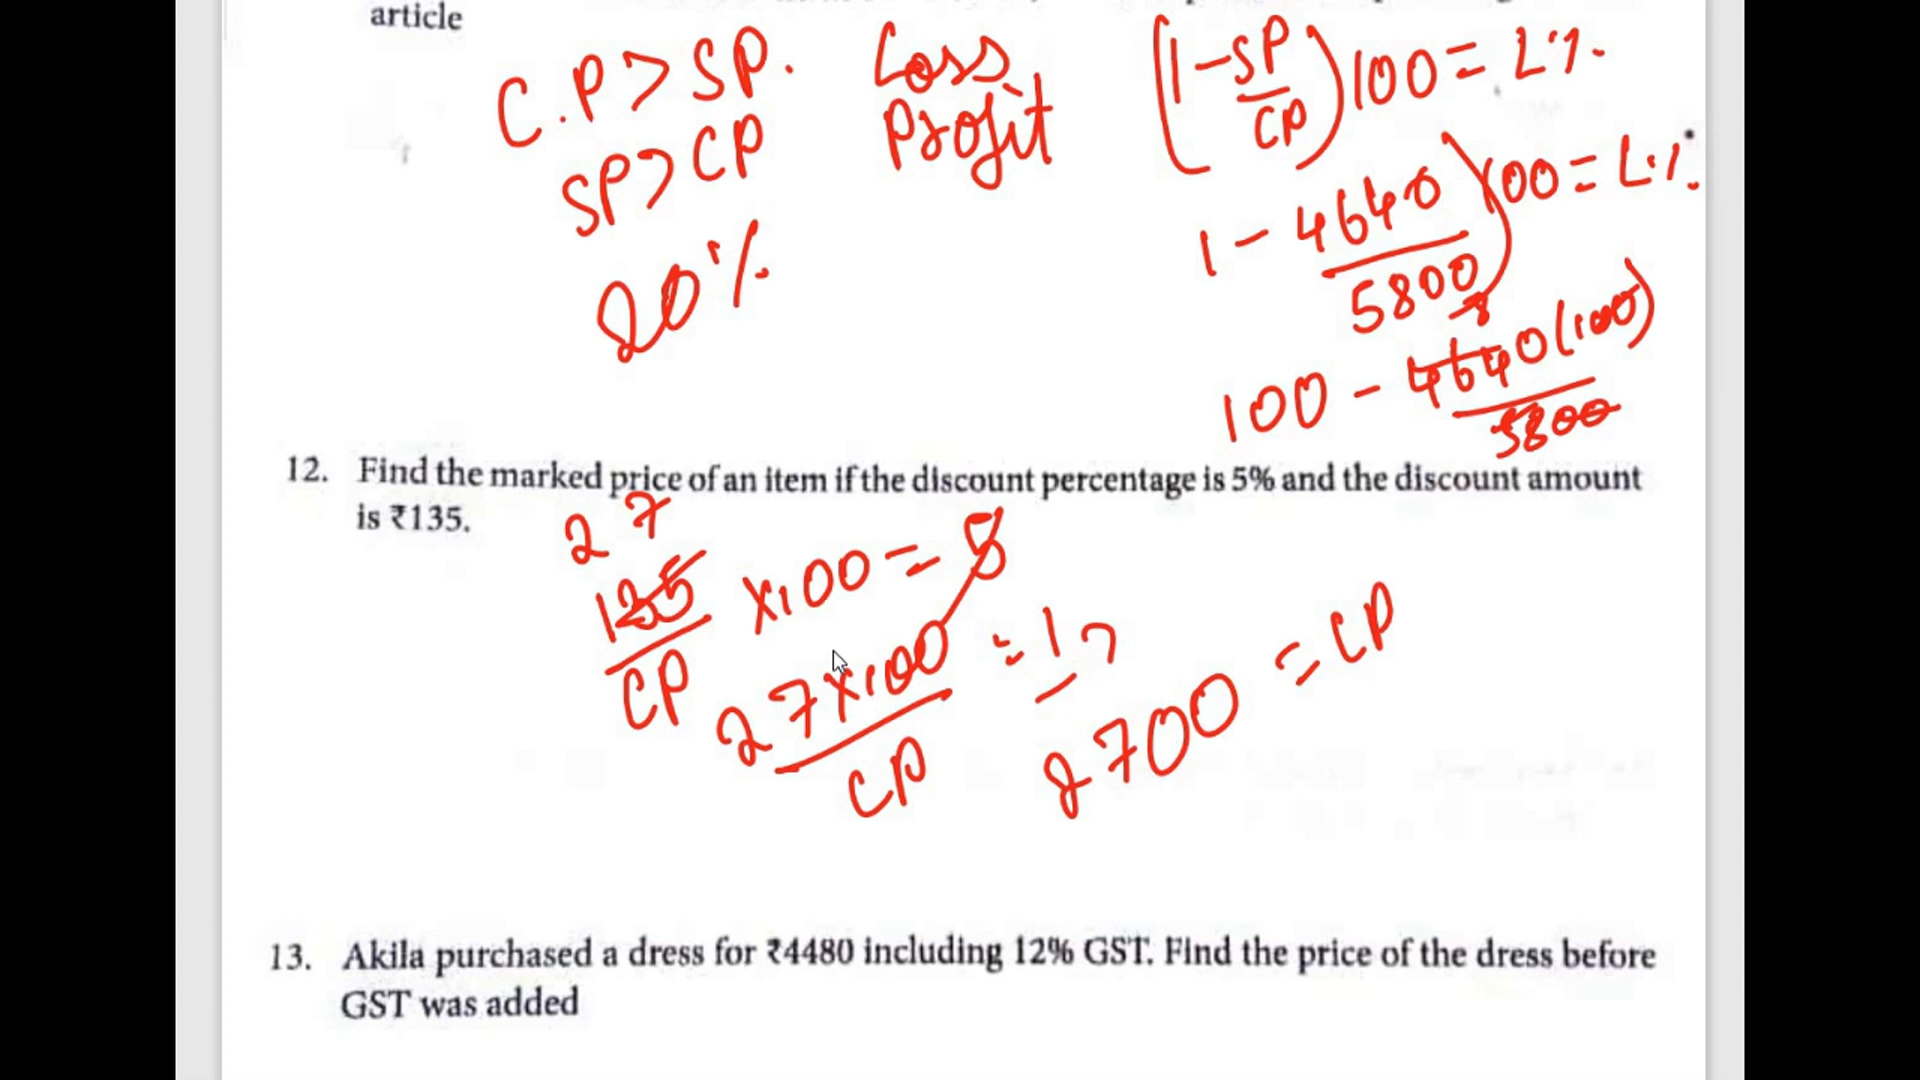 article
C.P > SP. Loss (1 - SP/CP) 100 = L%.
SP > CP Profit
1 - 4640/5800) 100 = L%.
20%
8
100 - 4640(100)/5800
12. Find the marked price of an item if the discount percentage is 5% and the discount amount
is ₹135.
27
135/CP × 100 = 5
27×100/CP = 1
2700 = CP
13. Akila purchased a dress for ₹4480 including 12% GST. Find the price of the dress before
GST was added